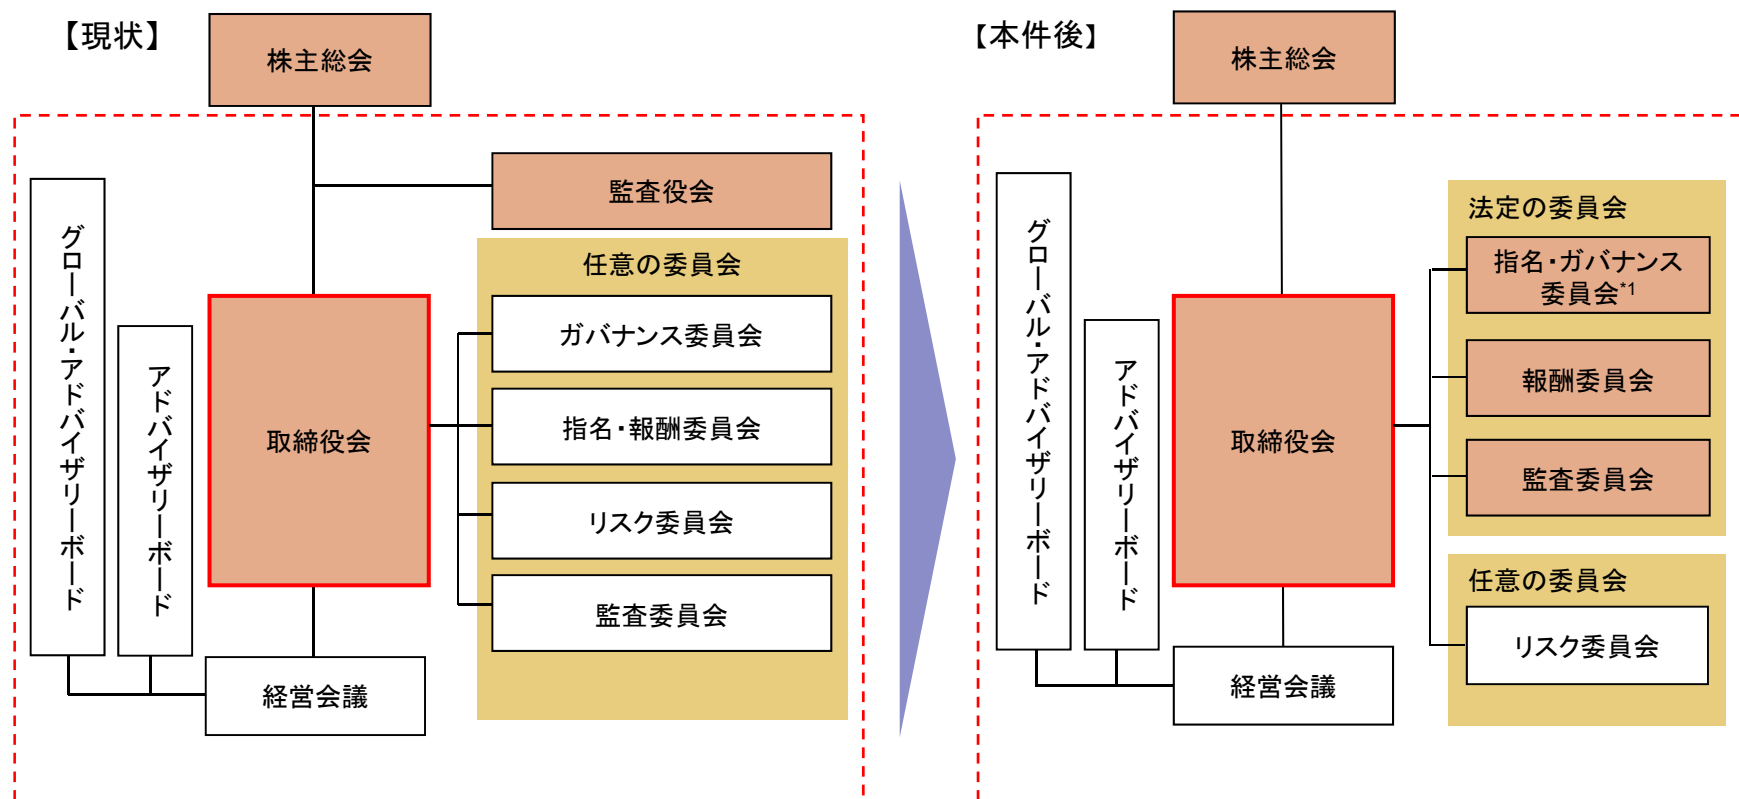 【現状】
株主総会
監査役会
グローバル・アドバイザリーボード
アドバイザリーボード
取締役会
任意の委員会
ガバナンス委員会
指名・報酬委員会
リスク委員会
監査委員会
経営会議
【本件後】
株主総会
グローバル・アドバイザリーボード
アドバイザリーボード
取締役会
法定の委員会
指名・ガバナンス
委員会*1
報酬委員会
監査委員会
任意の委員会
リスク委員会
経営会議